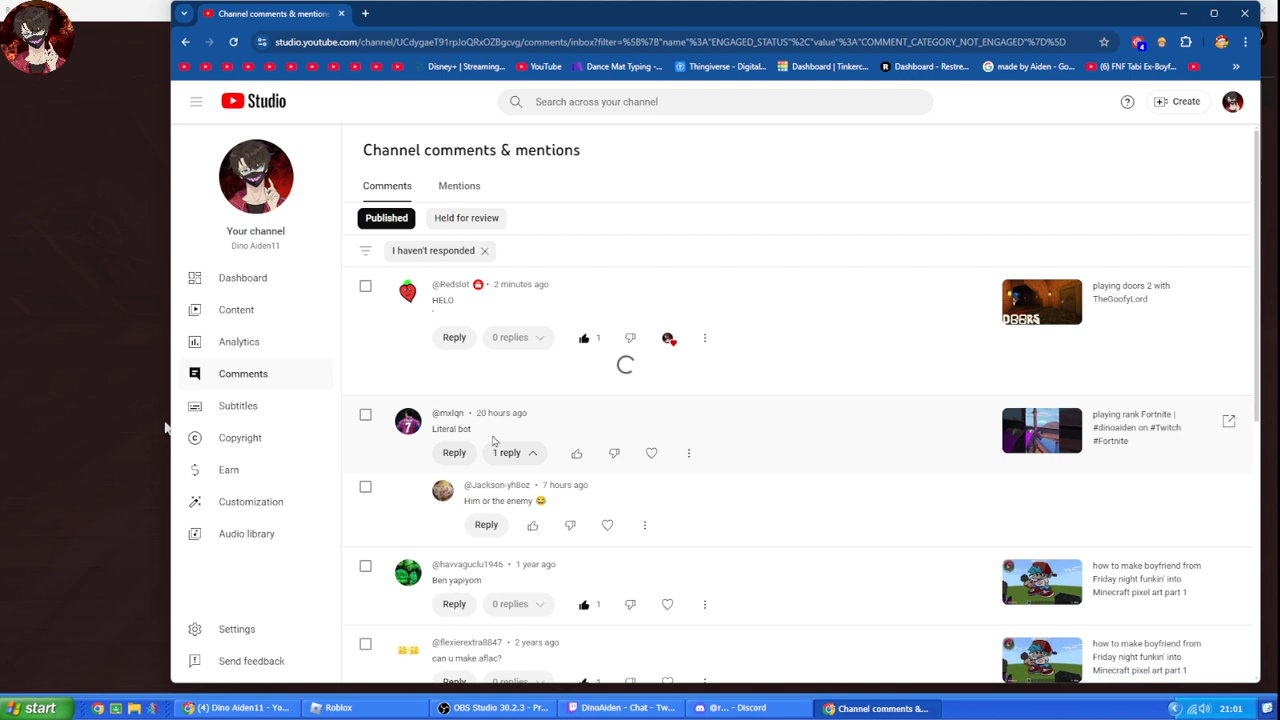 Channel comments & mentions
studio.youtube.com/channel/UCdygaeT91rpJoQRxOZBgcvg/comments/inbox?filter=%5B%7B"name"%3A"ENGAGED_STATUS"%2C"value"%3A"COMMENT_CATEGORY_NOT_ENGAGED"%7D%5D
4
Disney+ | Streaming...
YouTube
Dance Mat Typing -...
Thingiverse - Digital...
Dashboard | Tinkerc...
Dashboard - Restre...
made by Aiden - Go...
(6) FNF Tabi Ex-Boyf...
Studio
Search across your channel
Create
Your channel
Dino Aiden11
Dashboard
Content
Analytics
Comments
Subtitles
Copyright
Earn
Customization
Audio library
Settings
Send feedback
Channel comments & mentions
Comments
Mentions
Published
Held for review
I haven't responded
@Redslot • 2 minutes ago
HELO
Reply
0 replies
1
playing doors 2 with
TheGoofyLord
DOORS
@mxlqn • 20 hours ago
Literal bot
Reply
1 reply
7
playing rank Fortnite |
#dinoaiden on #Twitch
#Fortnite
@Jackson-yh8oz • 7 hours ago
Him or the enemy 😂
Reply
@havvaguclu1946 • 1 year ago
Ben yapiyom
Reply
0 replies
1
how to make boyfriend from
Friday night funkin' into
Minecraft pixel art part 1
@flexierextra8847 • 2 years ago
can u make aflac?
Reply
0 replies
1
how to make boyfriend from
Friday night funkin' into
Minecraft pixel art part 1
start
(4) Dino Aiden11 - Yo...
Roblox
OBS Studio 30.2.3 - Pr...
DinoAiden - Chat - Tw...
@r... - Discord
Channel comments &...
21:01